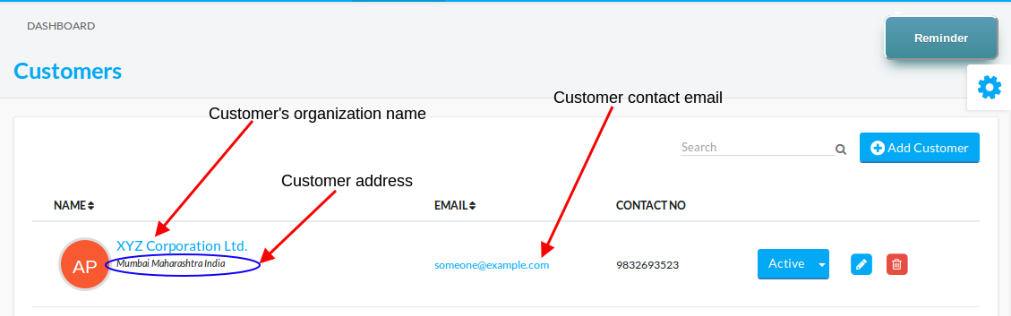 DASHBOARD
Reminder
Customers
Customer's organization name
Customer contact email
Search
Add Customer
Customer address
NAME
EMAIL
CONTACT NO
AP
XYZ Corporation Ltd.
Mumbai Maharashtra India
someone@example.com
9832693523
Active